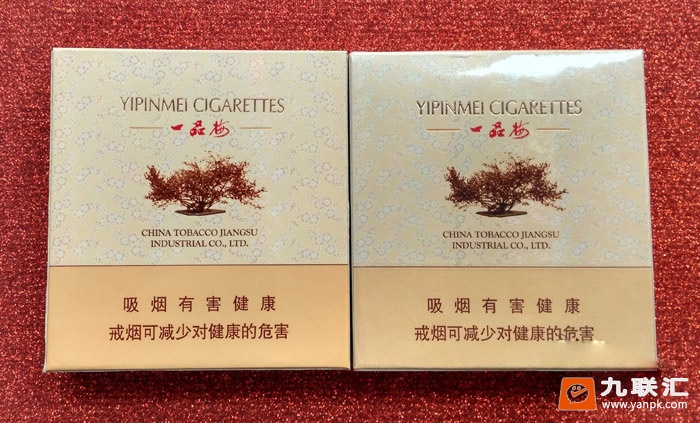 YIPINMEI CIGARETTES
一品梅
CHINA TOBACCO JIANGSU
INDUSTRIAL CO., LTD.
吸烟有害健康
戒烟可减少对健康的危害
YIPINMEI CIGARETTES
一品梅
CHINA TOBACCO JIANGSU
INDUSTRIAL CO., LTD.
吸烟有害健康
戒烟可减少对健康的危害
九联汇
www.yanpk.com